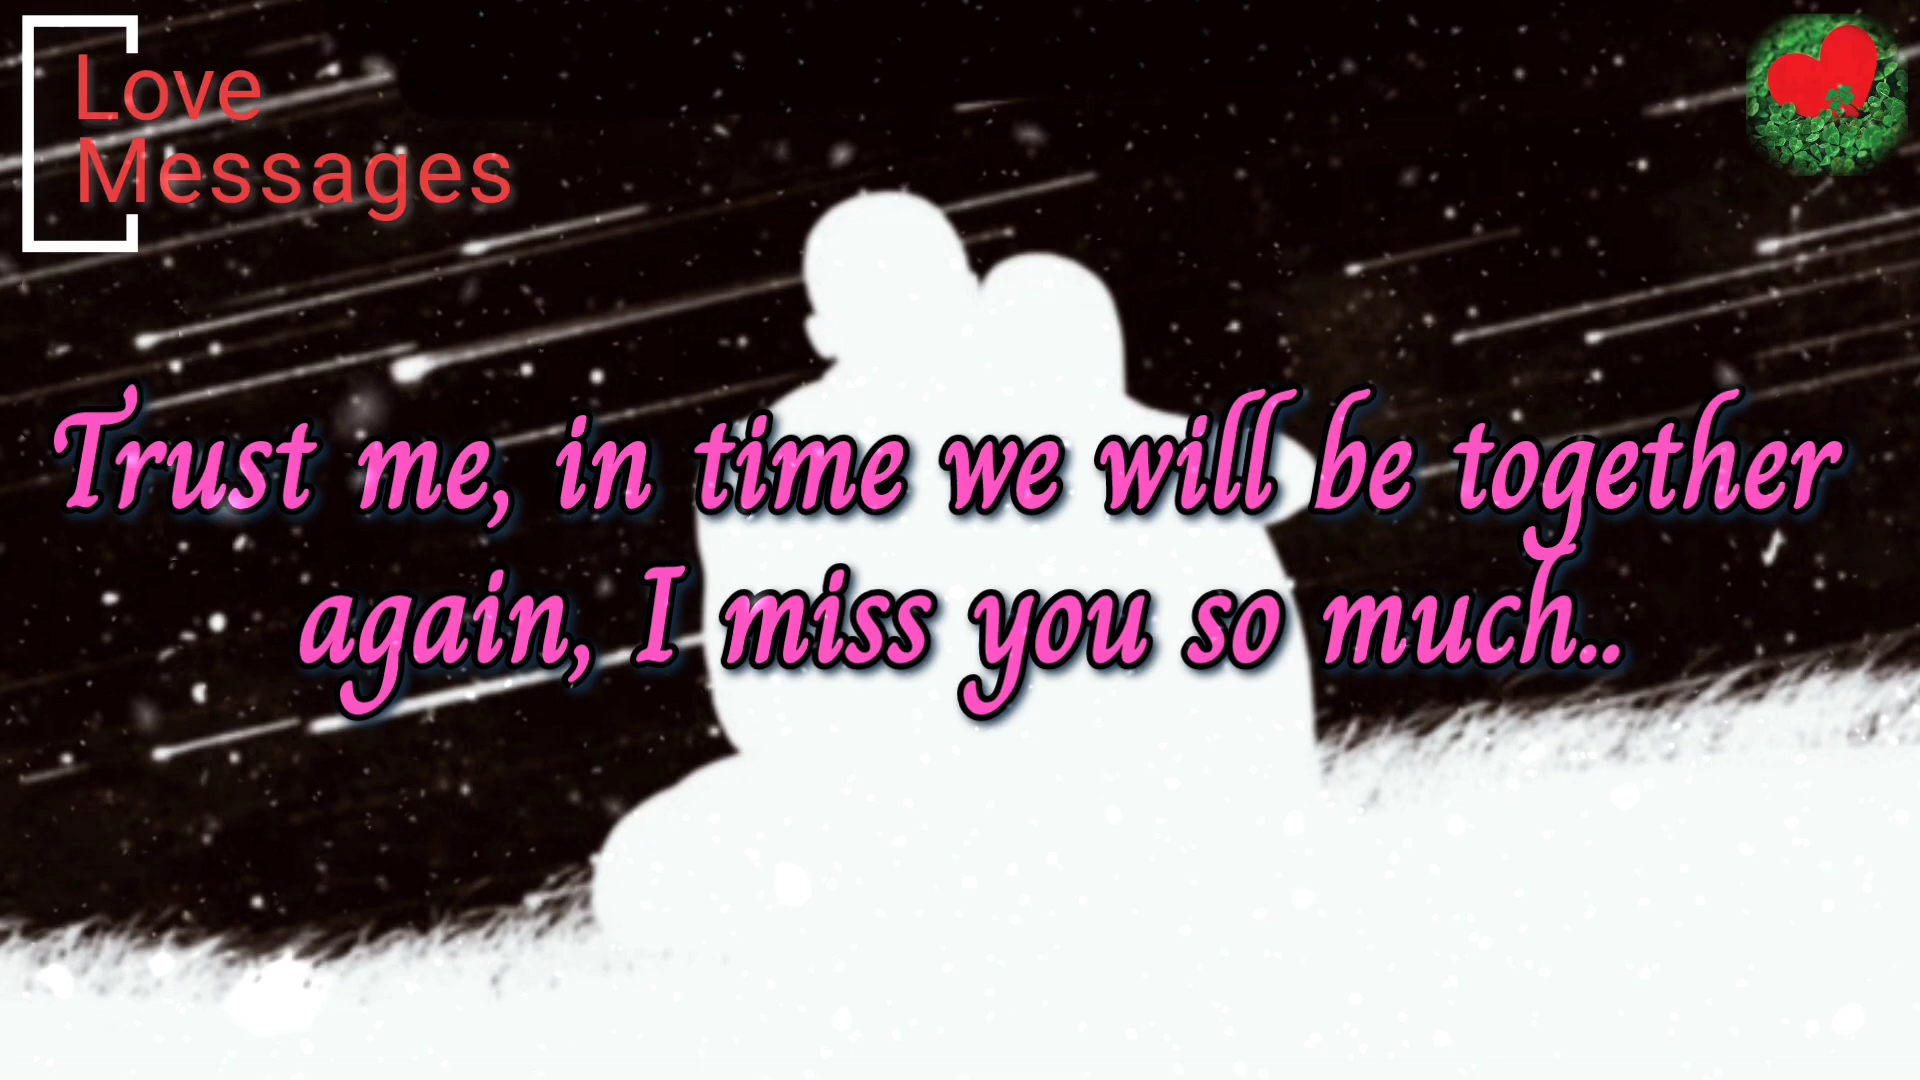 Love
Messages
Trust me, in time we will be together
again, I miss you so much..